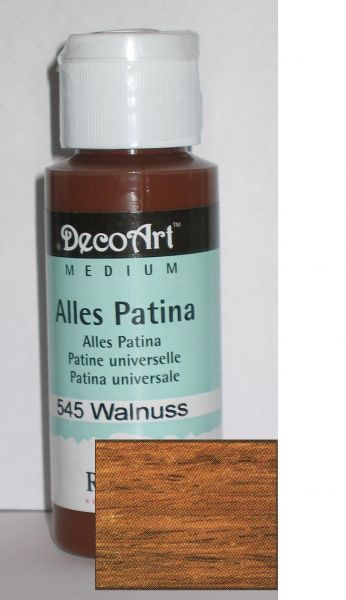 DecoArt™
MEDIUM
Alles Patina
Alles Patina
Patine universelle
Patina universale
545 Walnuss
R